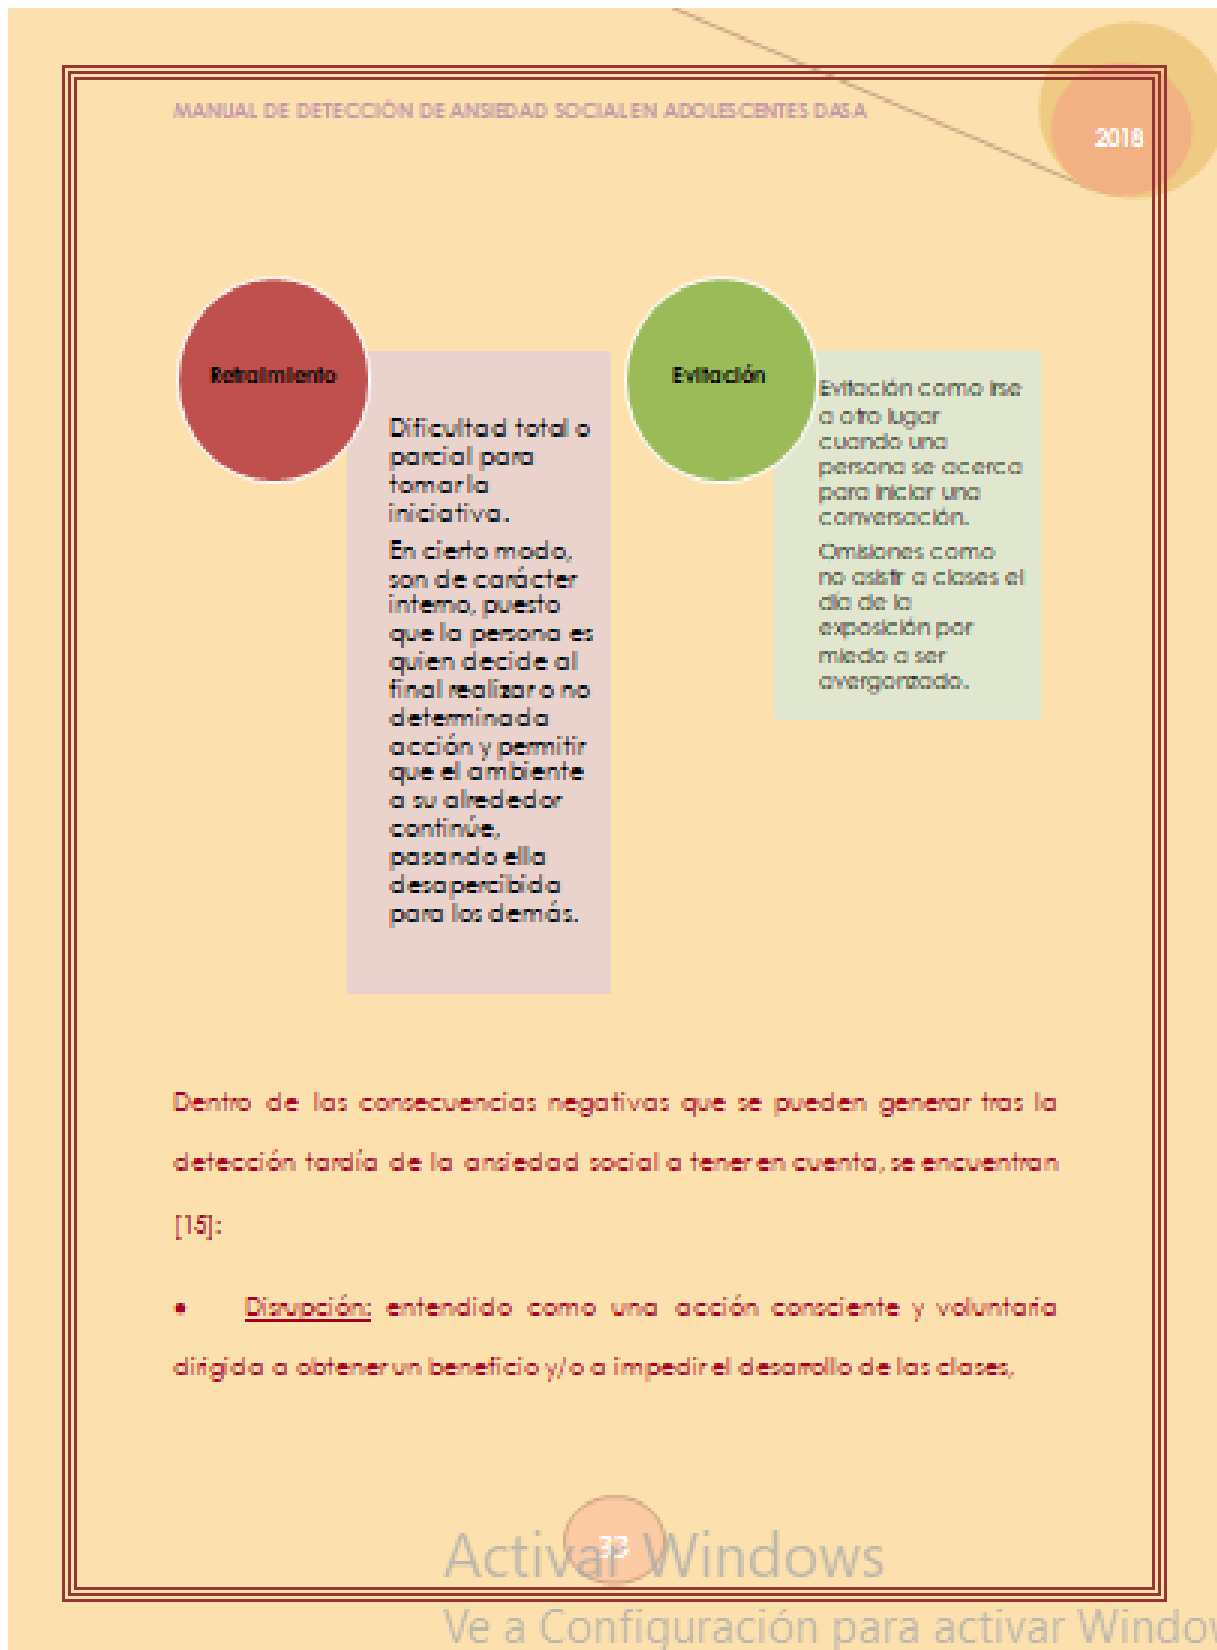 MANUAL DE DETECCIÓN DE ANSIEDAD SOCIAL EN ADOLESCENTES DASA
2018
Retraimiento
Dificultad total o
parcial para
tomar la
iniciativa.
En cierto modo,
son de carácter
interno, puesto
que la persona es
quien decide al
final realizar o no
determinada
acción y permitir
que el ambiente
a su alrededor
continúe,
pasando ella
desapercibida
para los demás.
Evitación
Evitación como irse
a otro lugar
cuando una
persona se acerca
para iniciar una
conversación.
Omisiones como
no asistir a clases el
día de la
exposición por
miedo a ser
avergonzado.
Dentro de las consecuencias negativas que se pueden generar tras la
detección tardía de la ansiedad social a tener en cuenta, se encuentran
[15]:
• Disrupción: entendido como una acción consciente y voluntaria
dirigida a obtener un beneficio y/o a impedir el desarrollo de las clases,
33
Activar Windows
Ve a Configuración para activar Window